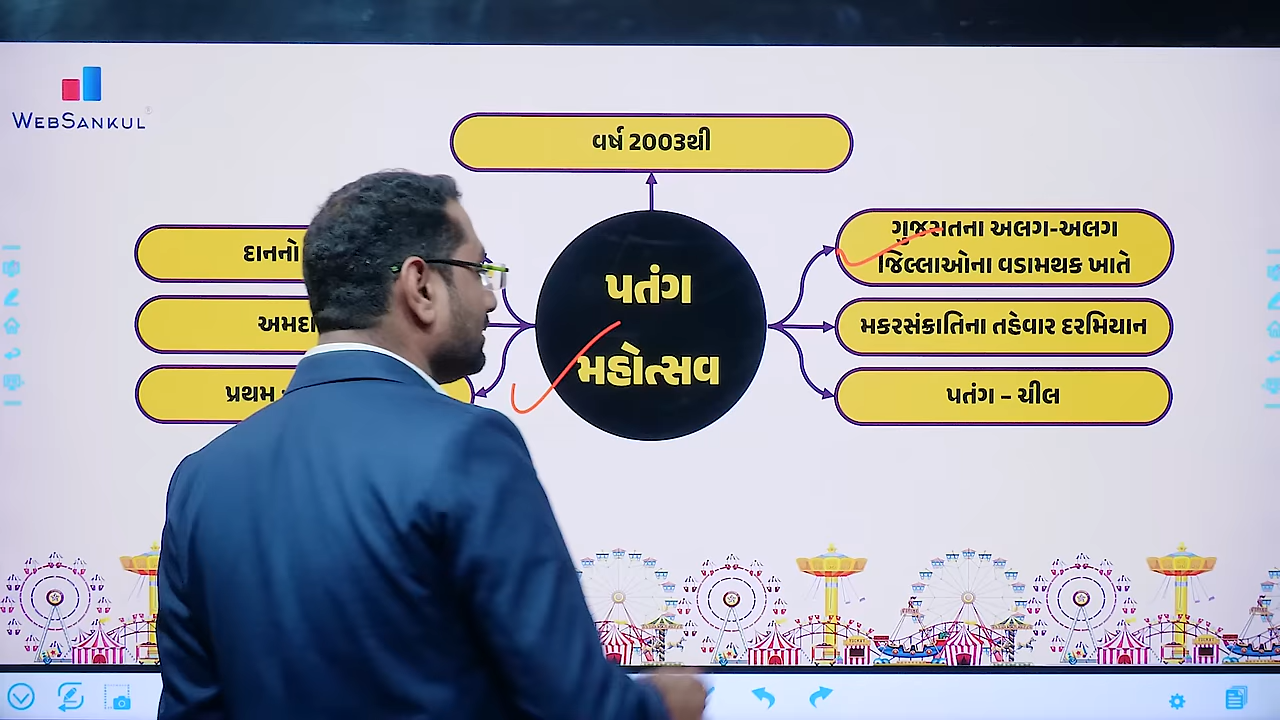 WEBSANKUL
વર્ષ 2003થી
દાનનો
પતંગ
મહોત્સવ
ગુજરાતના અલગ-અલગ
જિલ્લાઓના વડામથક ખાતે
મકરસંક્રાતિના તહેવાર દરમિયાન
પ્રથમ
પતંગ – ચીલ